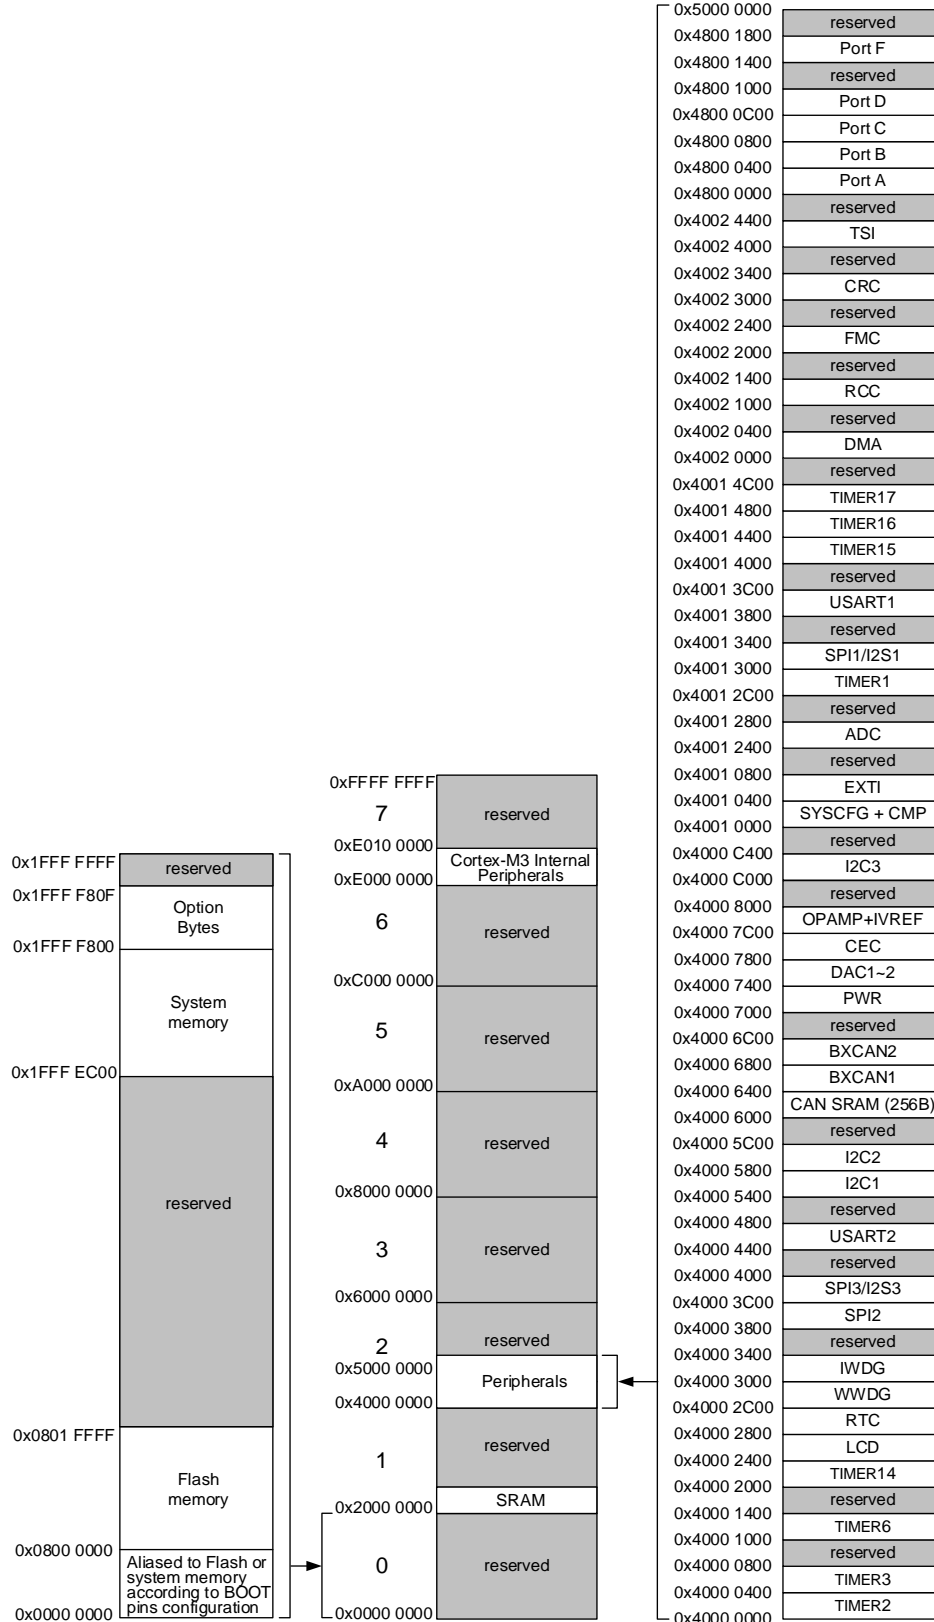 0x1FFF FFFF
reserved
0x1FFF F80F
Option
Bytes
0x1FFF F800
System
memory
0x1FFF EC00
reserved
0x0801 FFFF
Flash
memory
0x0800 0000
Aliased to Flash or
system memory
according to BOOT
pins configuration
0x0000 0000
0xFFFF FFFF
7
reserved
0xE010 0000
Cortex-M3 Internal
Peripherals
0xE000 0000
6
reserved
0xC000 0000
5
reserved
0xA000 0000
4
reserved
0x8000 0000
3
reserved
0x6000 0000
2
reserved
0x5000 0000
Peripherals
0x4000 0000
1
reserved
SRAM
0x2000 0000
0
reserved
0x0000 0000
0x5000 0000
reserved
0x4800 1800
Port F
0x4800 1400
reserved
0x4800 1000
Port D
0x4800 0C00
Port C
0x4800 0800
Port B
0x4800 0400
Port A
0x4800 0000
reserved
0x4002 4400
TSI
0x4002 4000
reserved
0x4002 3400
CRC
0x4002 3000
reserved
0x4002 2400
FMC
0x4002 2000
reserved
0x4002 1400
RCC
0x4002 1000
reserved
0x4002 0400
DMA
0x4002 0000
reserved
0x4001 4C00
TIMER17
0x4001 4800
TIMER16
0x4001 4400
TIMER15
0x4001 4000
reserved
0x4001 3C00
USART1
0x4001 3800
reserved
0x4001 3400
SPI1/I2S1
0x4001 3000
TIMER1
0x4001 2C00
reserved
0x4001 2800
ADC
0x4001 2400
reserved
0x4001 0800
EXTI
0x4001 0400
SYSCFG + CMP
0x4001 0000
reserved
0x4000 C400
I2C3
0x4000 C000
reserved
0x4000 8000
OPAMP+IVREF
0x4000 7C00
CEC
0x4000 7800
DAC1~2
0x4000 7400
PWR
0x4000 7000
reserved
0x4000 6C00
BXCAN2
0x4000 6800
BXCAN1
0x4000 6400
CAN SRAM (256B)
0x4000 6000
reserved
0x4000 5C00
I2C2
0x4000 5800
I2C1
0x4000 5400
reserved
0x4000 4800
USART2
0x4000 4400
reserved
0x4000 4000
SPI3/I2S3
0x4000 3C00
SPI2
0x4000 3800
reserved
0x4000 3400
IWDG
0x4000 3000
WWDG
0x4000 2C00
RTC
0x4000 2800
LCD
0x4000 2400
TIMER14
0x4000 2000
reserved
0x4000 1400
TIMER6
0x4000 1000
reserved
0x4000 0800
TIMER3
0x4000 0400
TIMER2
0x4000 0000